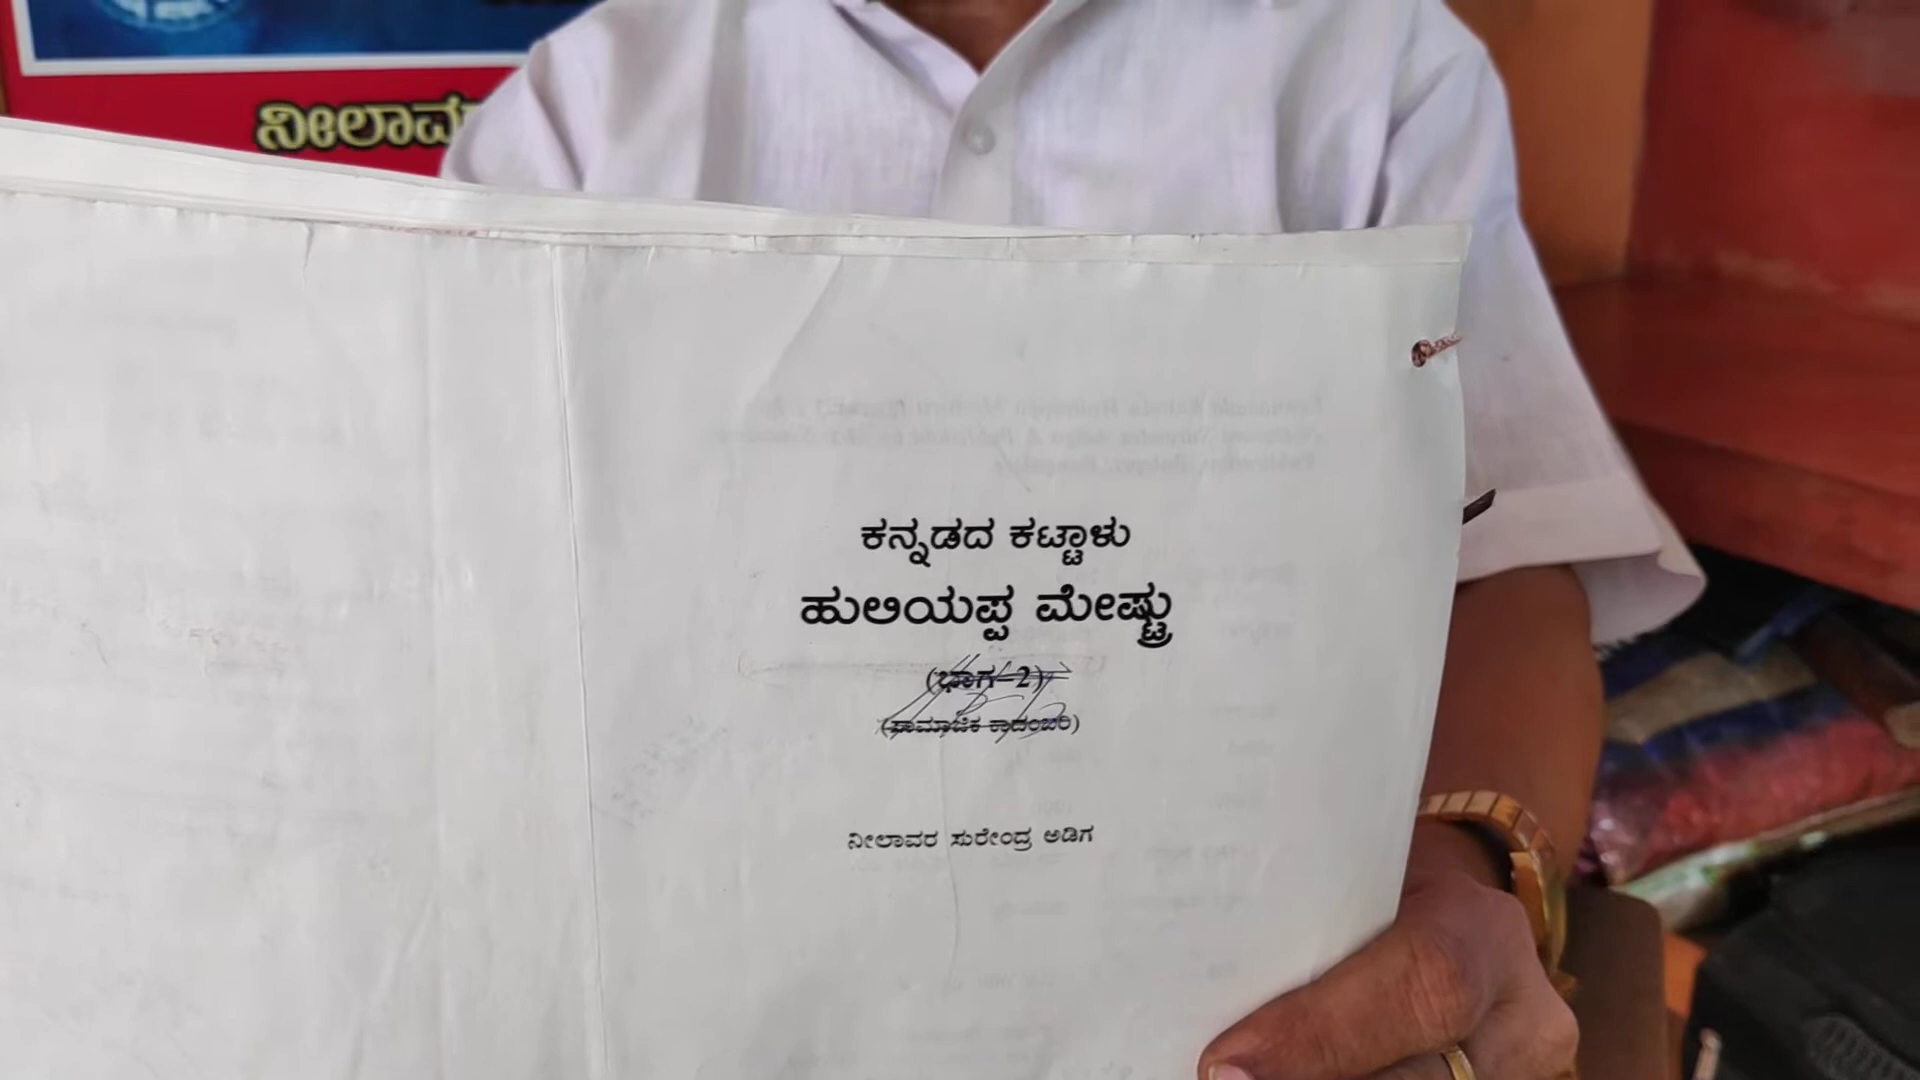 ನೀಲಾವ
ಕನ್ನಡದ ಕಟ್ಟಾಳು
ಹುಲಿಯಪ್ಪ ಮೇಷ್ಟ್ರು
(ಭಾಗ-2)
(ಸಾಮಾಜಿಕ ಕಾದಂಬರಿ)
ನೀಲಾವರ ಸುರೇಂದ್ರ ಅಡಿಗ